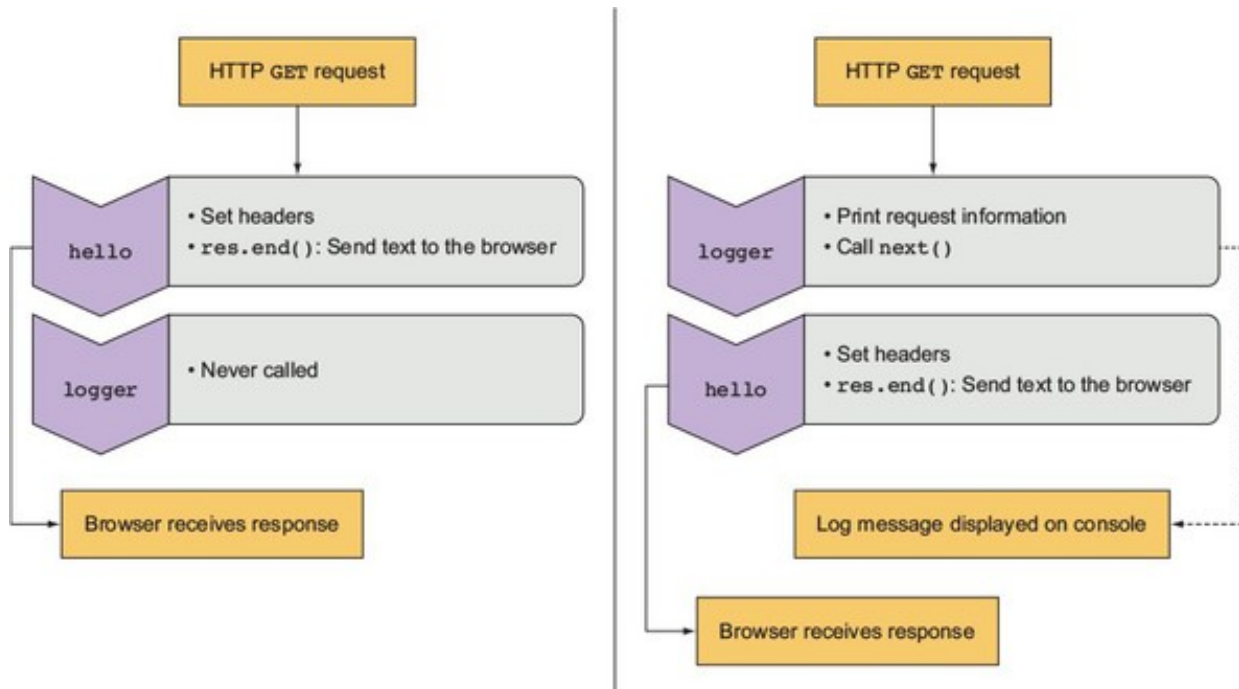 HTTP GET request
hello
• Set headers
• res.end(): Send text to the browser
logger
• Never called
Browser receives response
HTTP GET request
logger
• Print request information
• Call next()
hello
• Set headers
• res.end(): Send text to the browser
Log message displayed on console
Browser receives response